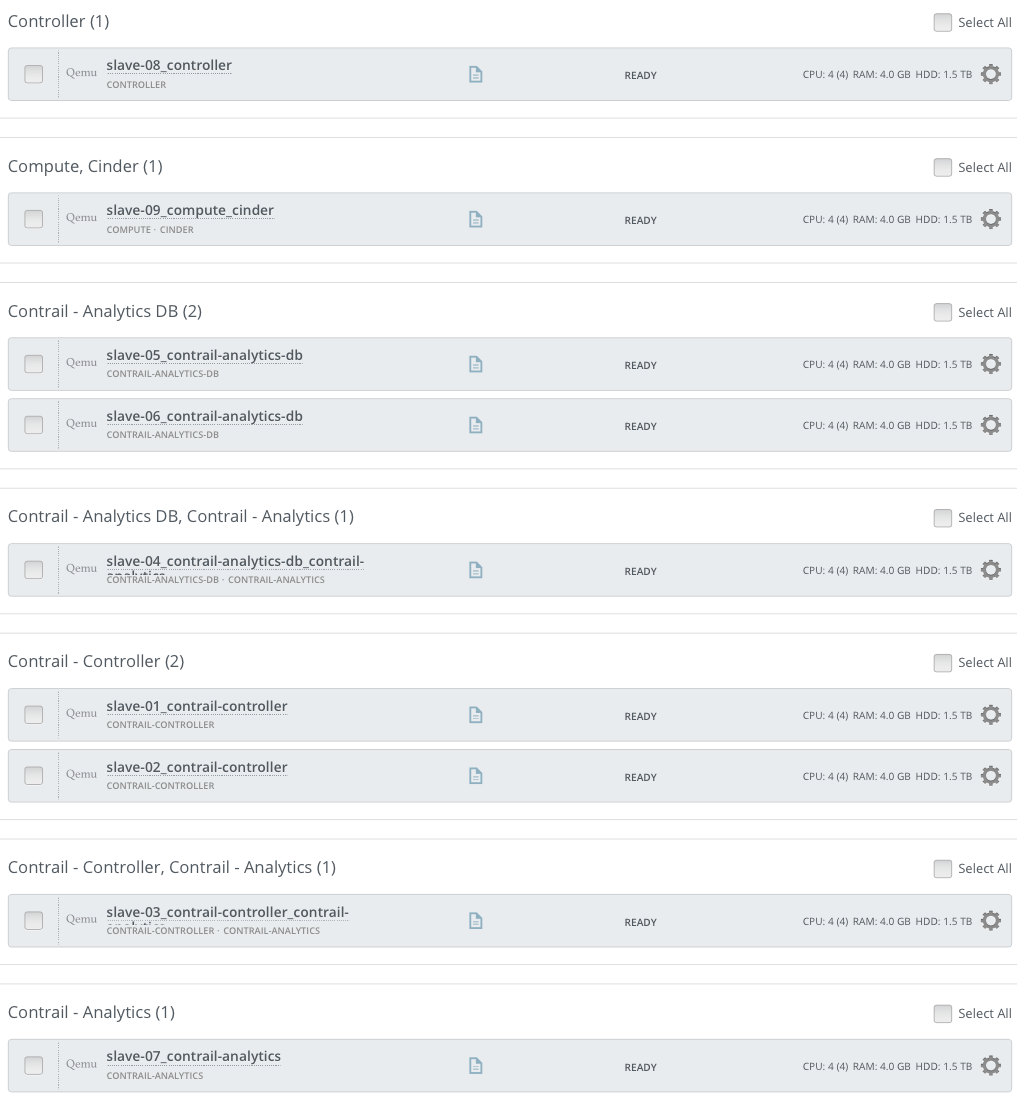 Controller (1)
Select All
Qemu
slave-08_controller
CONTROLLER
READY
CPU: 4 (4) RAM: 4.0 GB HDD: 1.5 TB
Compute, Cinder (1)
Select All
Qemu
slave-09_compute_cinder
COMPUTE · CINDER
READY
CPU: 4 (4) RAM: 4.0 GB HDD: 1.5 TB
Contrail - Analytics DB (2)
Select All
Qemu
slave-05_contrail-analytics-db
CONTRAIL-ANALYTICS-DB
READY
CPU: 4 (4) RAM: 4.0 GB HDD: 1.5 TB
Qemu
slave-06_contrail-analytics-db
CONTRAIL-ANALYTICS-DB
READY
CPU: 4 (4) RAM: 4.0 GB HDD: 1.5 TB
Contrail - Analytics DB, Contrail - Analytics (1)
Select All
Qemu
slave-04_contrail-analytics-db_contrail-
CONTRAIL-ANALYTICS-DB · CONTRAIL-ANALYTICS
READY
CPU: 4 (4) RAM: 4.0 GB HDD: 1.5 TB
Contrail - Controller (2)
Select All
Qemu
slave-01_contrail-controller
CONTRAIL-CONTROLLER
READY
CPU: 4 (4) RAM: 4.0 GB HDD: 1.5 TB
Qemu
slave-02_contrail-controller
CONTRAIL-CONTROLLER
READY
CPU: 4 (4) RAM: 4.0 GB HDD: 1.5 TB
Contrail - Controller, Contrail - Analytics (1)
Select All
Qemu
slave-03_contrail-controller_contrail-
CONTRAIL-CONTROLLER · CONTRAIL-ANALYTICS
READY
CPU: 4 (4) RAM: 4.0 GB HDD: 1.5 TB
Contrail - Analytics (1)
Select All
Qemu
slave-07_contrail-analytics
CONTRAIL-ANALYTICS
READY
CPU: 4 (4) RAM: 4.0 GB HDD: 1.5 TB